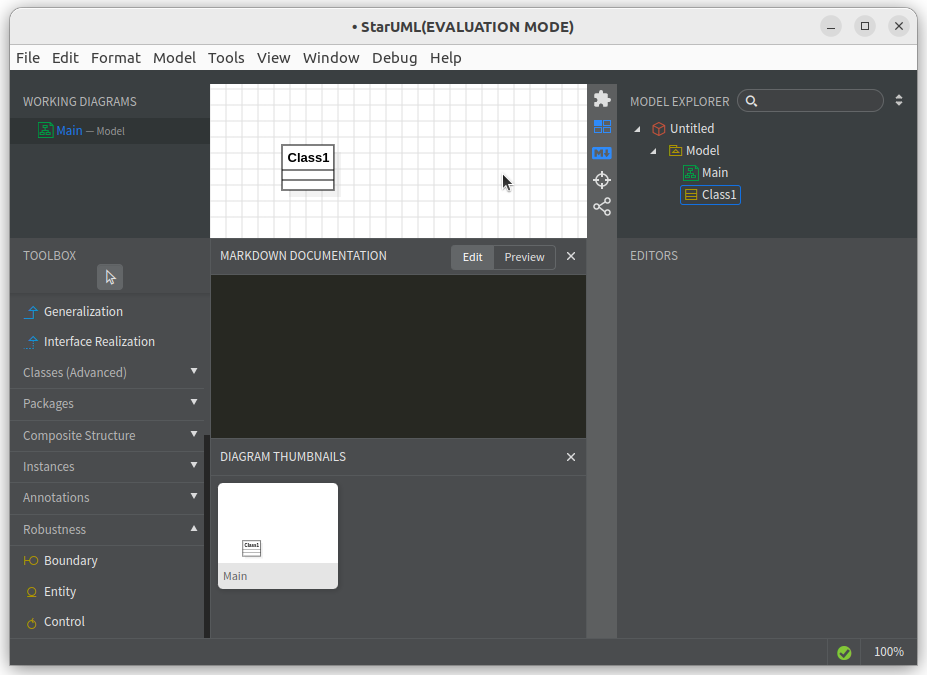 • StarUML(EVALUATION MODE)
File Edit Format Model Tools View Window Debug Help
WORKING DIAGRAMS
Main — Model
Class1
M↓
MODEL EXPLORER
Untitled
Model
Main
Class1
TOOLBOX
Generalization
Interface Realization
Classes (Advanced)
Packages
Composite Structure
Instances
Annotations
Robustness
Boundary
Entity
Control
MARKDOWN DOCUMENTATION
Edit Preview
DIAGRAM THUMBNAILS
Class1
Main
EDITORS
100%